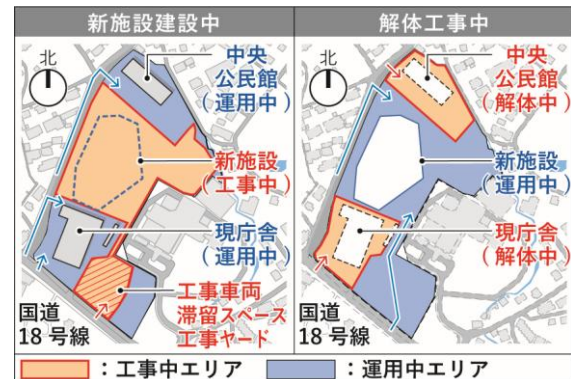 新施設建設中
北
中央
公民館
(運用中)
新施設
(工事中)
現庁舎
(運用中)
工事車両
滞留スペース
工事ヤード
国道
18号線
解体工事中
北
中央
公民館
(解体中)
新施設
(運用中)
現庁舎
(解体中)
国道
18号線
:工事中エリア
:運用中エリア